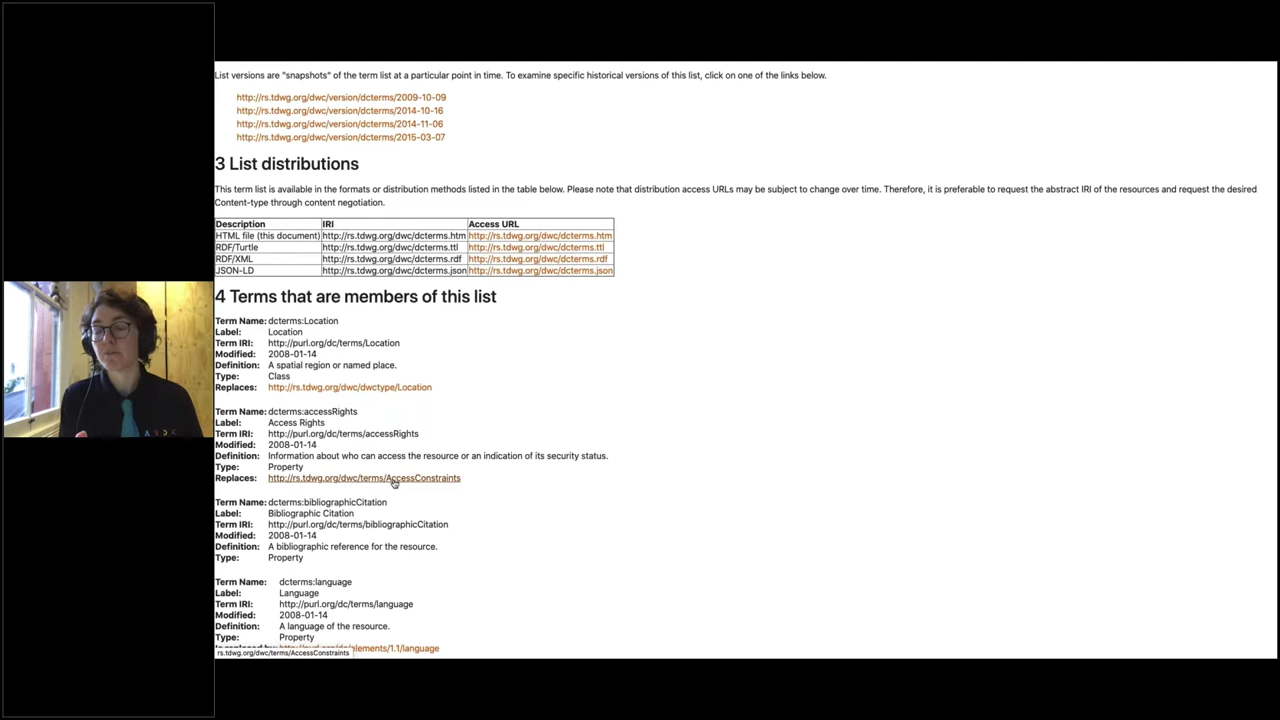 List versions are "snapshots" of the term list at a particular point in time. To examine specific historical versions of this list, click on one of the links below.
http://rs.tdwg.org/dwc/version/dcterms/2009-10-09
http://rs.tdwg.org/dwc/version/dcterms/2014-10-16
http://rs.tdwg.org/dwc/version/dcterms/2014-11-06
http://rs.tdwg.org/dwc/version/dcterms/2015-03-07
3 List distributions
This term list is available in the formats or distribution methods listed in the table below. Please note that distribution access URLs may be subject to change over time. Therefore, it is preferable to request the abstract IRI of the resources and request the desired
Content-type through content negotiation.
Description IRI Access URL
HTML file (this document) http://rs.tdwg.org/dwc/dcterms.htm http://rs.tdwg.org/dwc/dcterms.htm
RDF/Turtle http://rs.tdwg.org/dwc/dcterms.ttl http://rs.tdwg.org/dwc/dcterms.ttl
RDF/XML http://rs.tdwg.org/dwc/dcterms.rdf http://rs.tdwg.org/dwc/dcterms.rdf
JSON-LD http://rs.tdwg.org/dwc/dcterms.json http://rs.tdwg.org/dwc/dcterms.json
4 Terms that are members of this list
Term Name: dcterms:Location
Label: Location
Term IRI: http://purl.org/dc/terms/Location
Modified: 2008-01-14
Definition: A spatial region or named place.
Type: Class
Replaces: http://rs.tdwg.org/dwc/dwctype/Location
Term Name: dcterms:accessRights
Label: Access Rights
Term IRI: http://purl.org/dc/terms/accessRights
Modified: 2008-01-14
Definition: Information about who can access the resource or an indication of its security status.
Type: Property
Replaces: http://rs.tdwg.org/dwc/terms/AccessConstraints
Term Name: dcterms:bibliographicCitation
Label: Bibliographic Citation
Term IRI: http://purl.org/dc/terms/bibliographicCitation
Modified: 2008-01-14
Definition: A bibliographic reference for the resource.
Type: Property
Term Name: dcterms:language
Label: Language
Term IRI: http://purl.org/dc/terms/language
Modified: 2008-01-14
Definition: A language of the resource.
Type: Property
elements/1.1/language
rs.tdwg.org/dwc/terms/AccessConstraints